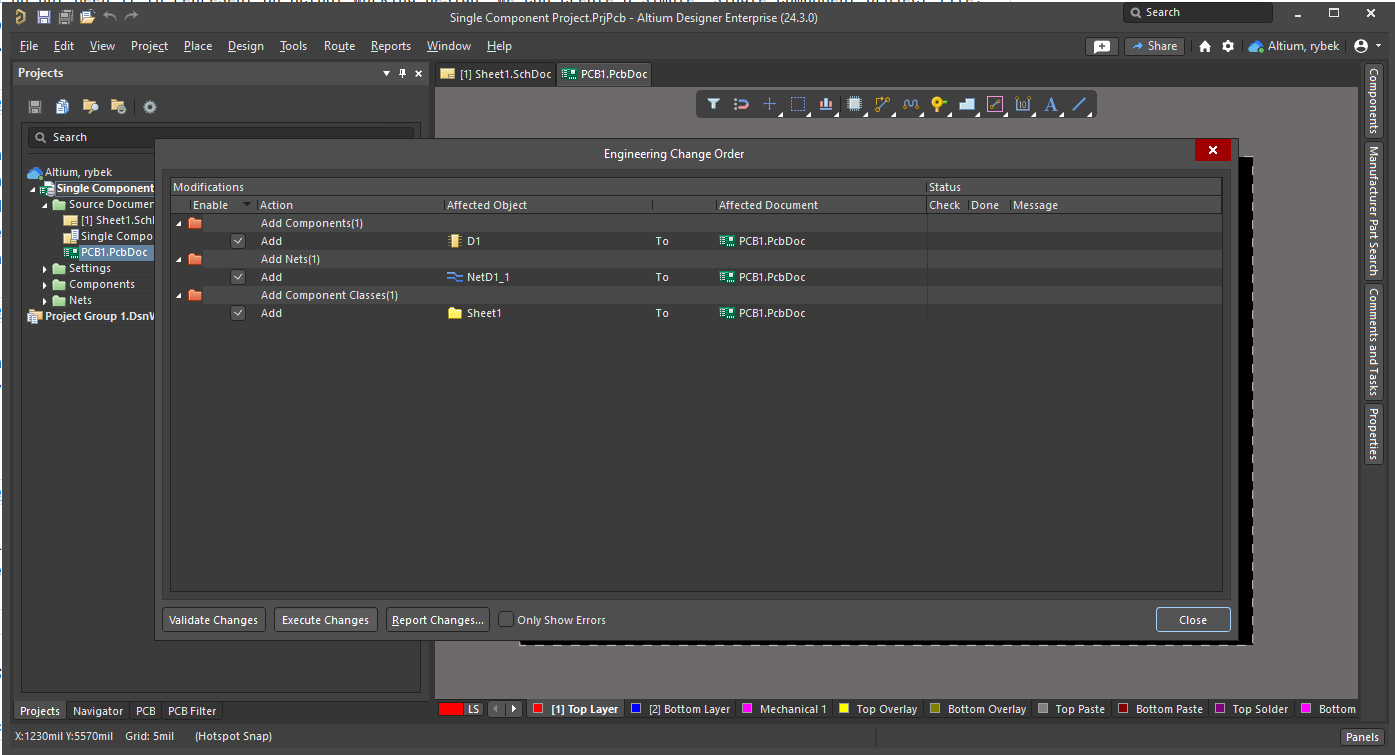 Single Component Project.PrjPcb - Altium Designer Enterprise (24.3.0)
Search
File Edit View Project Place Design Tools Route Reports Window Help
Share
Altium, rybek
Projects
[1] Sheet1.SchDoc
PCB1.PcbDoc
Search
Altium, rybek
Single Component
Source Documen
[1] Sheet1.Schl
Single Compo
PCB1.PcbDoc
Settings
Components
Nets
Project Group 1.DsnW
Engineering Change Order
Modifications Status
Enable Action Affected Object Affected Document Check Done Message
Add Components(1)
Add D1 To PCB1.PcbDoc
Add Nets(1)
Add NetD1_1 To PCB1.PcbDoc
Add Component Classes(1)
Add Sheet1 To PCB1.PcbDoc
Validate Changes Execute Changes Report Changes... Only Show Errors Close
Components
Manufacturer Part Search
Comments and Tasks
Properties
Projects Navigator PCB PCB Filter
LS [1] Top Layer [2] Bottom Layer Mechanical 1 Top Overlay Bottom Overlay Top Paste Bottom Paste Top Solder Bottom
X:1230mil Y:5570mil Grid: 5mil (Hotspot Snap)
Panels